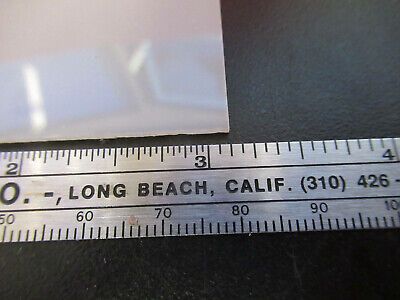 2 3 4
O. -, LONG BEACH, CALIF. (310) 426 -
50 60 70 80 90 10